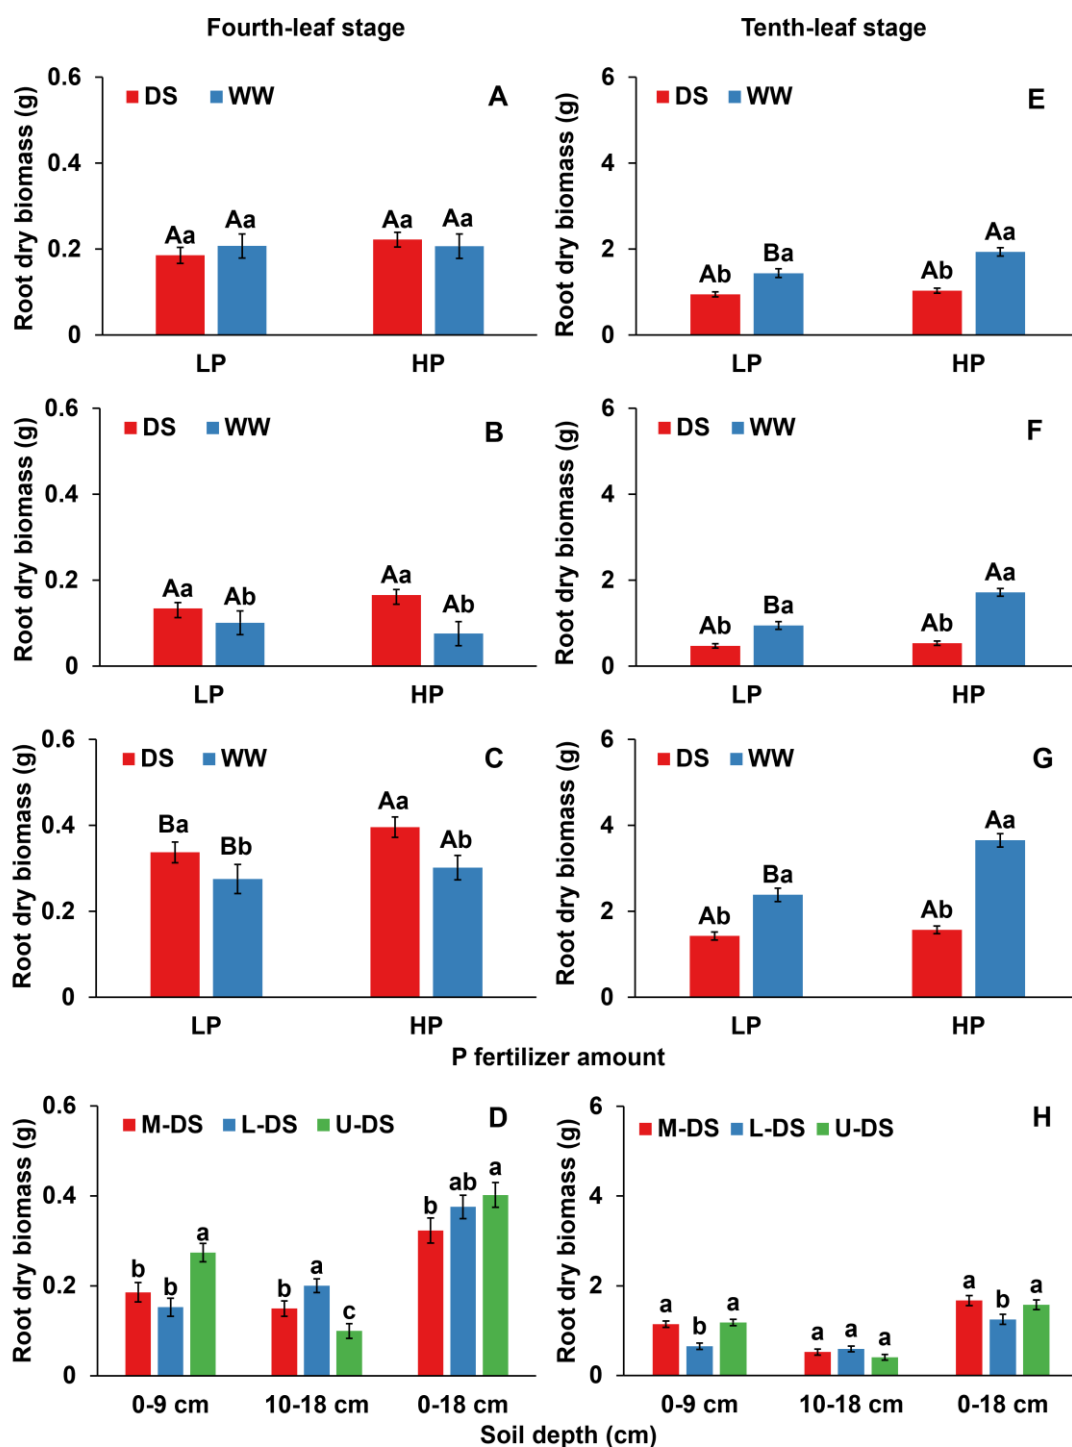 Fourth-leaf stage
Tenth-leaf stage
Root dry biomass (g)
0.6
0.4
0.2
0
DS WW
A
Aa Aa Aa Aa
LP HP
Root dry biomass (g)
6
4
2
0
DS WW
E
Ab Ba Ab Aa
LP HP
Root dry biomass (g)
0.6
0.4
0.2
0
DS WW
B
Aa Ab Aa Ab
LP HP
Root dry biomass (g)
6
4
2
0
DS WW
F
Ab Ba Ab Aa
LP HP
Root dry biomass (g)
0.6
0.4
0.2
0
DS WW
C
Ba Bb Aa Ab
LP HP
Root dry biomass (g)
6
4
2
0
DS WW
G
Ab Ba Ab Aa
LP HP
P fertilizer amount
Root dry biomass (g)
0.6
0.4
0.2
0
M-DS L-DS U-DS
D
b b a b a c b ab a
0-9 cm 10-18 cm 0-18 cm
Root dry biomass (g)
6
4
2
0
M-DS L-DS U-DS
H
a b a a a a a b a
0-9 cm 10-18 cm 0-18 cm
Soil depth (cm)